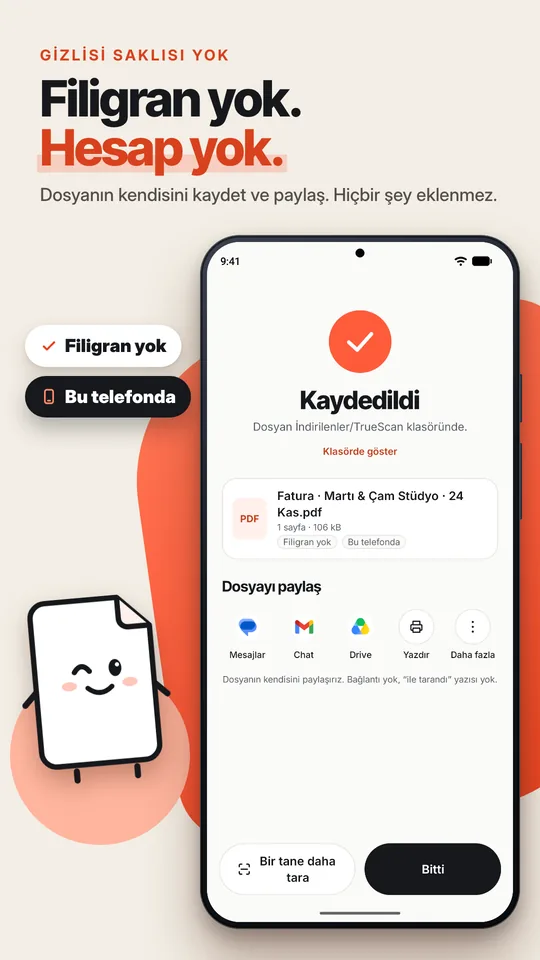 GİZLİSİ SAKLISI YOK
Filigran yok.
Hesap yok.
Dosyanın kendisini kaydet ve paylaş. Hiçbir şey eklenmez.
9:41
Filigran yok
Bu telefonda
Kaydedildi
Dosyan İndirilenler/TrueScan klasöründe.
Klasörde göster
PDF
Fatura · Martı & Çam Stüdyo · 24
Kas.pdf
1 sayfa · 106 kB
Filigran yok
Bu telefonda
Dosyayı paylaş
Mesajlar
Chat
Drive
Yazdır
Daha fazla
Dosyanın kendisini paylaşırız. Bağlantı yok, "ile tarandı" yazısı yok.
Bir tane daha
tara
Bitti